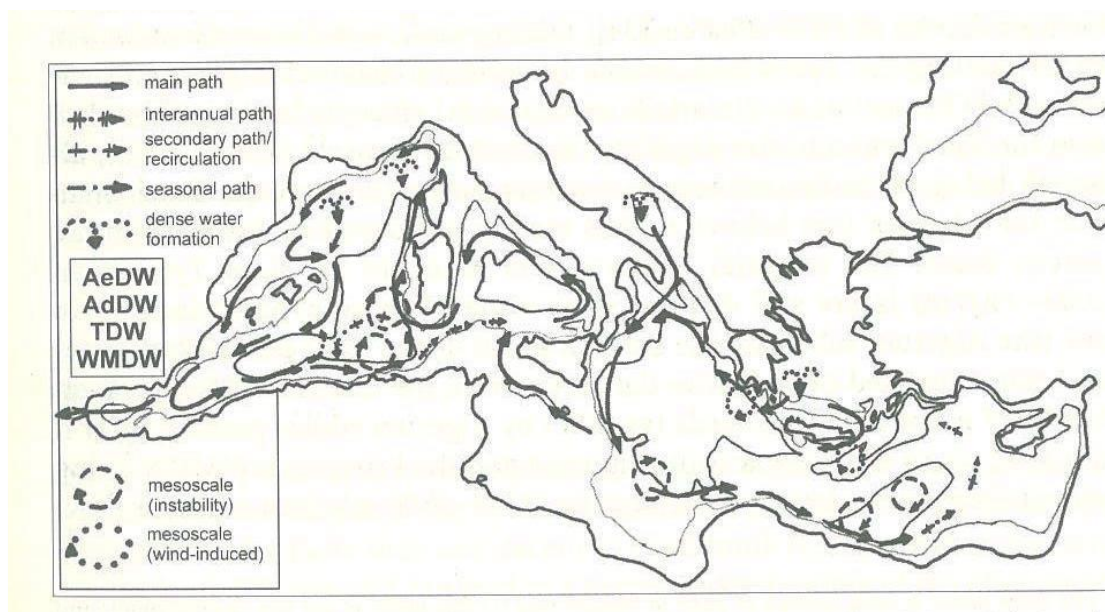 main path
interannual path
secondary path/
recirculation
seasonal path
dense water
formation
AeDW
AdDW
TDW
WMDW
mesoscale
(instability)
mesoscale
(wind-induced)